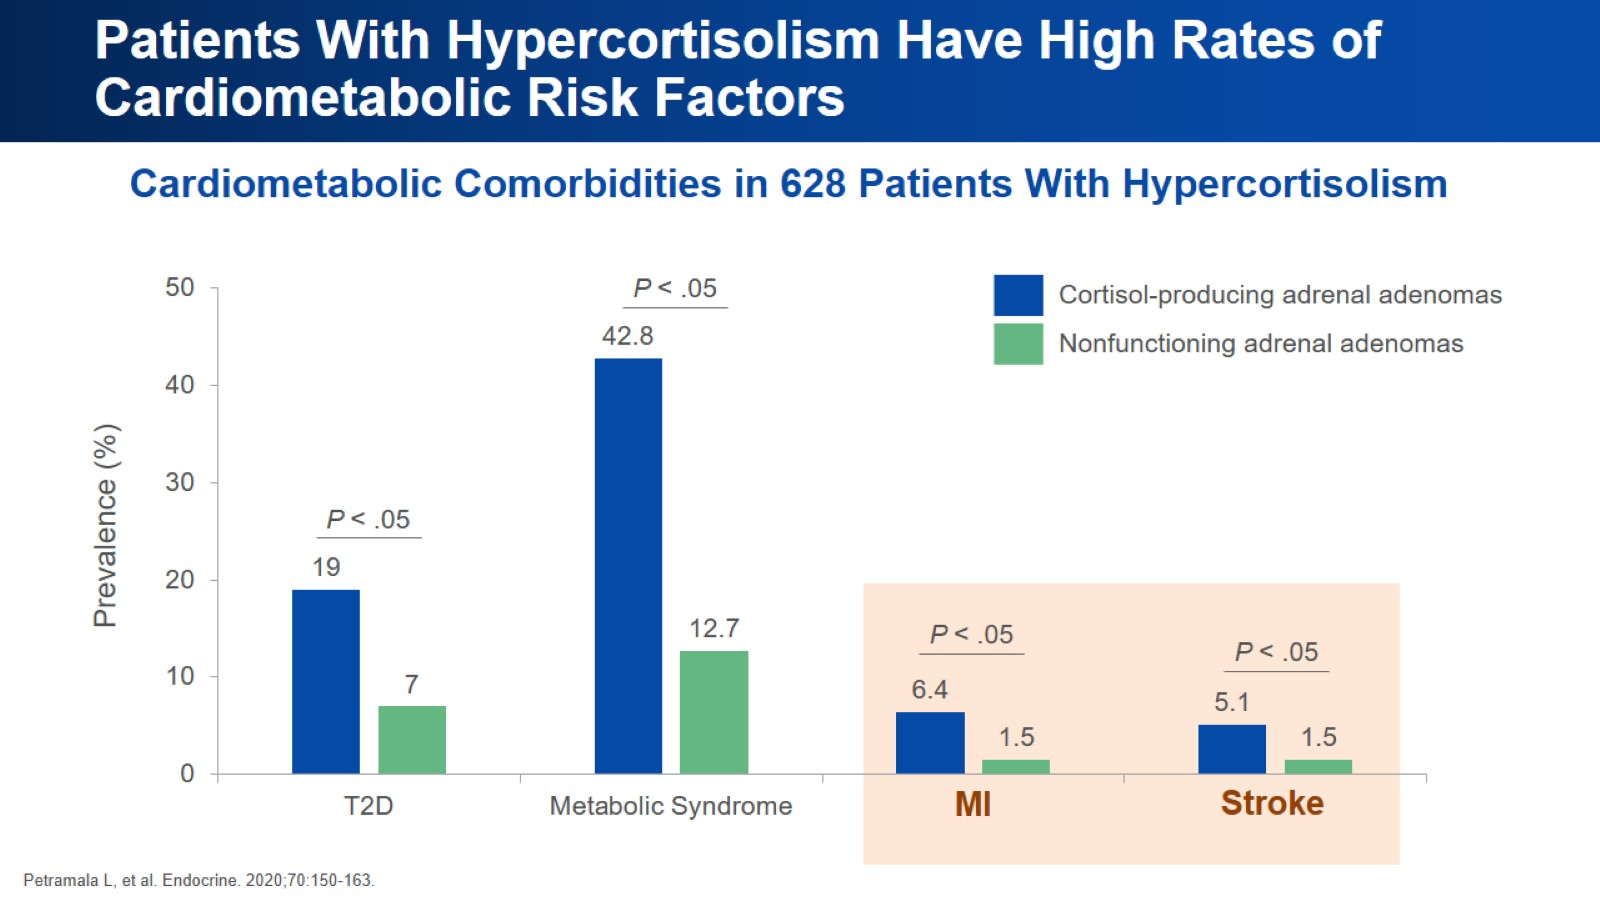 Patients With Hypercortisolism Have High Rates of
Cardiometabolic Risk Factors
Cardiometabolic Comorbidities in 628 Patients With Hypercortisolism
Cortisol-producing adrenal adenomas
Nonfunctioning adrenal adenomas
Prevalence (%)
50
40
30
20
10
0
P < .05
19
7
T2D
P < .05
42.8
12.7
Metabolic Syndrome
P < .05
6.4
1.5
MI
P < .05
5.1
1.5
Stroke
Petramala L, et al. Endocrine. 2020;70:150-163.